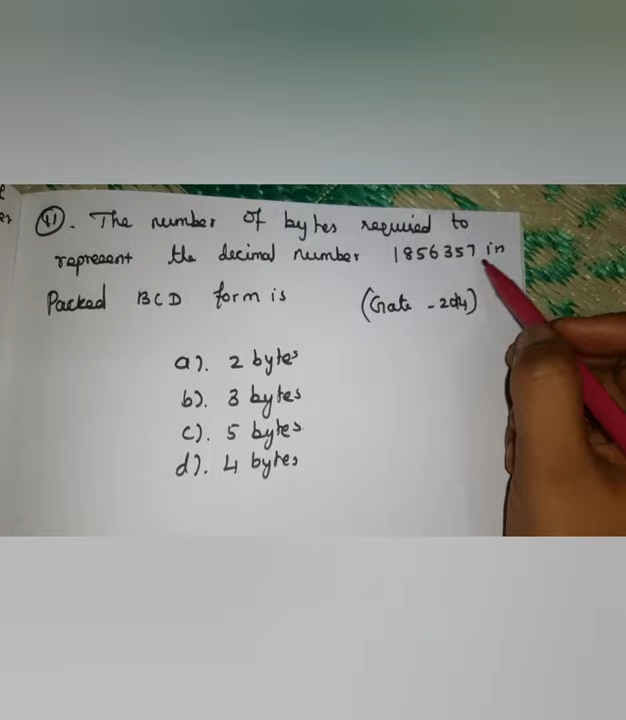 (41). The number of bytes required to
represent the decimal number 1856357 in
Packed BCD form is (Gate - 2014)
a). 2 bytes
b). 3 bytes
c). 5 bytes
d). 4 bytes